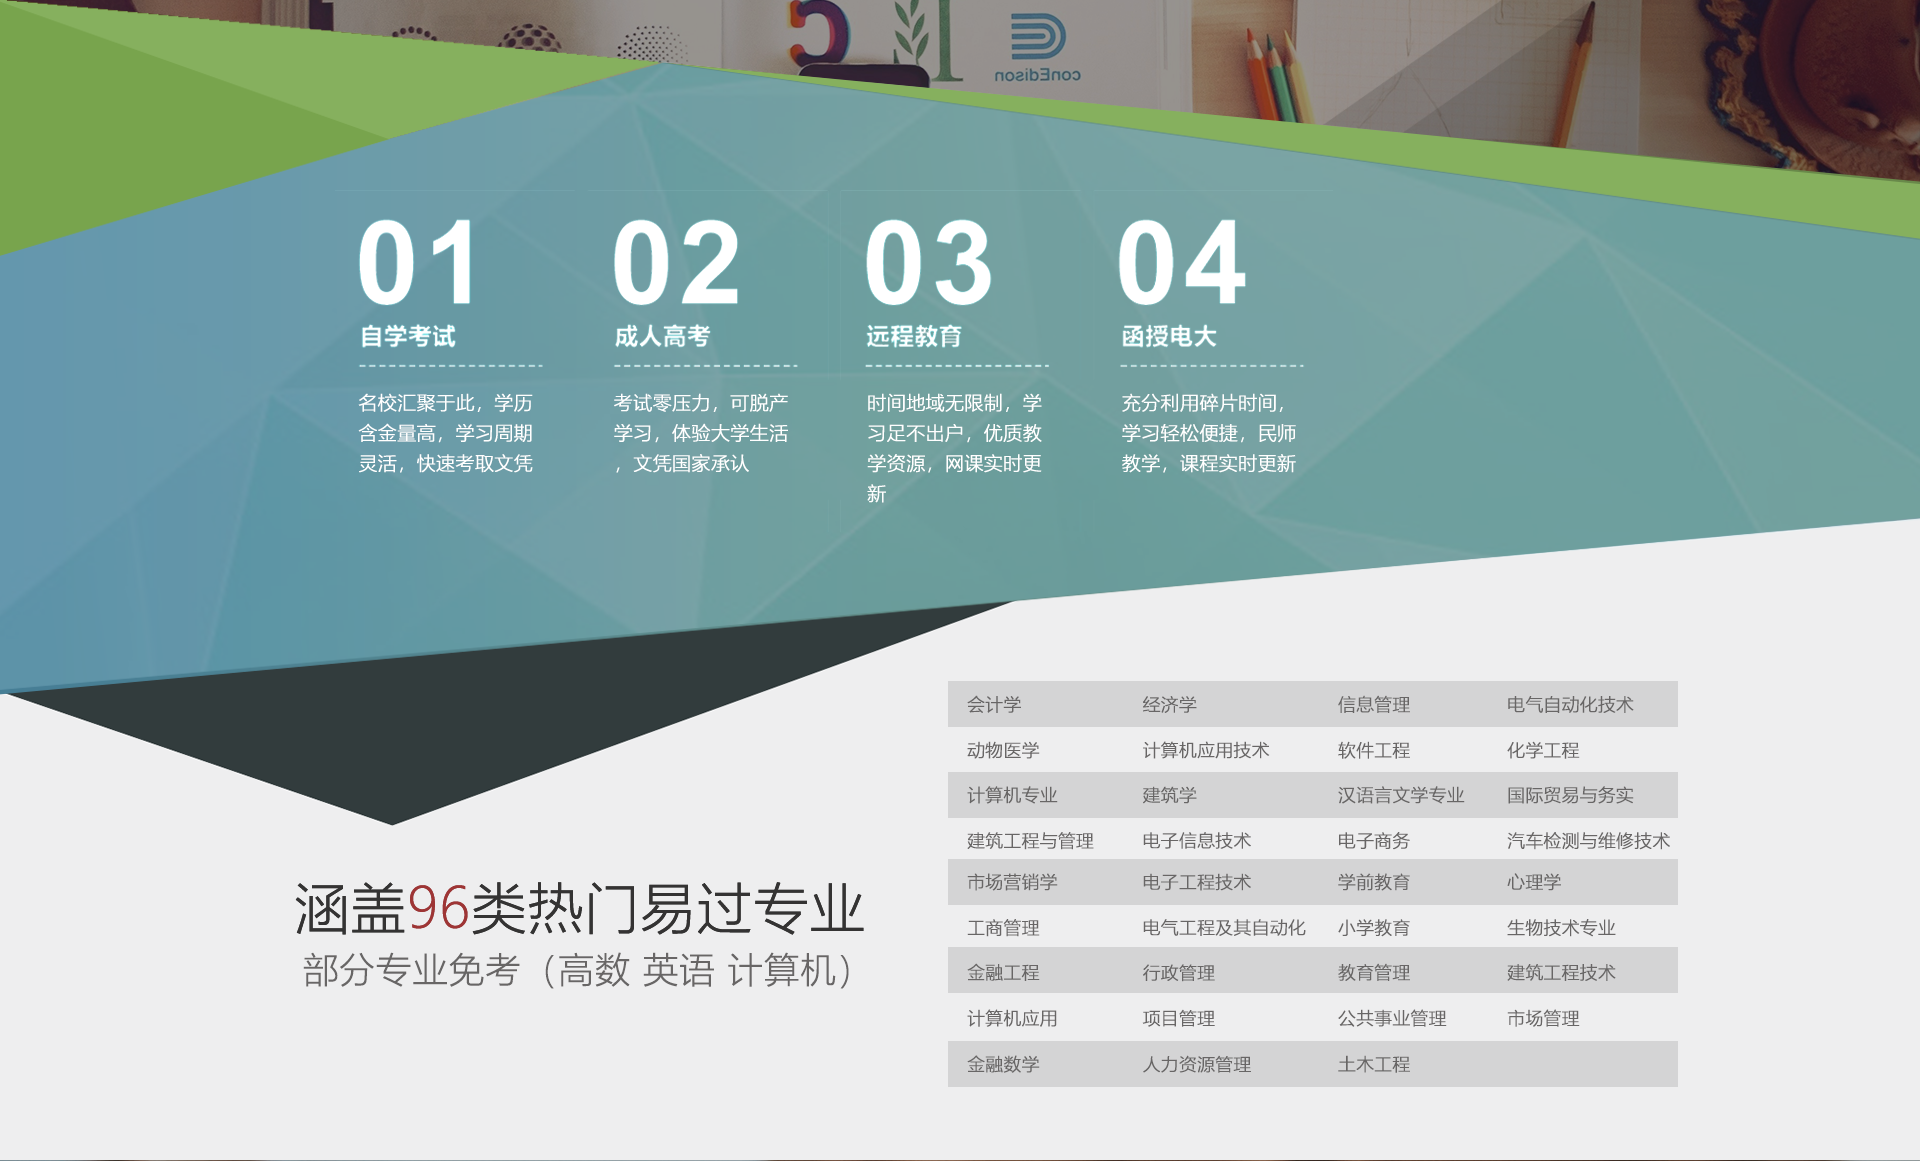 conEdison
01
自学考试
名校汇聚于此，学历
含金量高，学习周期
灵活，快速考取文凭
02
成人高考
考试零压力，可脱产
学习，体验大学生活
，文凭国家承认
03
远程教育
时间地域无限制，学
习足不出户，优质教
学资源，网课实时更
新
04
函授电大
充分利用碎片时间，
学习轻松便捷，民师
教学，课程实时更新
涵盖96类热门易过专业
部分专业免考（高数 英语 计算机）
会计学 经济学 信息管理 电气自动化技术
动物医学 计算机应用技术 软件工程 化学工程
计算机专业 建筑学 汉语言文学专业 国际贸易与务实
建筑工程与管理 电子信息技术 电子商务 汽车检测与维修技术
市场营销学 电子工程技术 学前教育 心理学
工商管理 电气工程及其自动化 小学教育 生物技术专业
金融工程 行政管理 教育管理 建筑工程技术
计算机应用 项目管理 公共事业管理 市场管理
金融数学 人力资源管理 土木工程